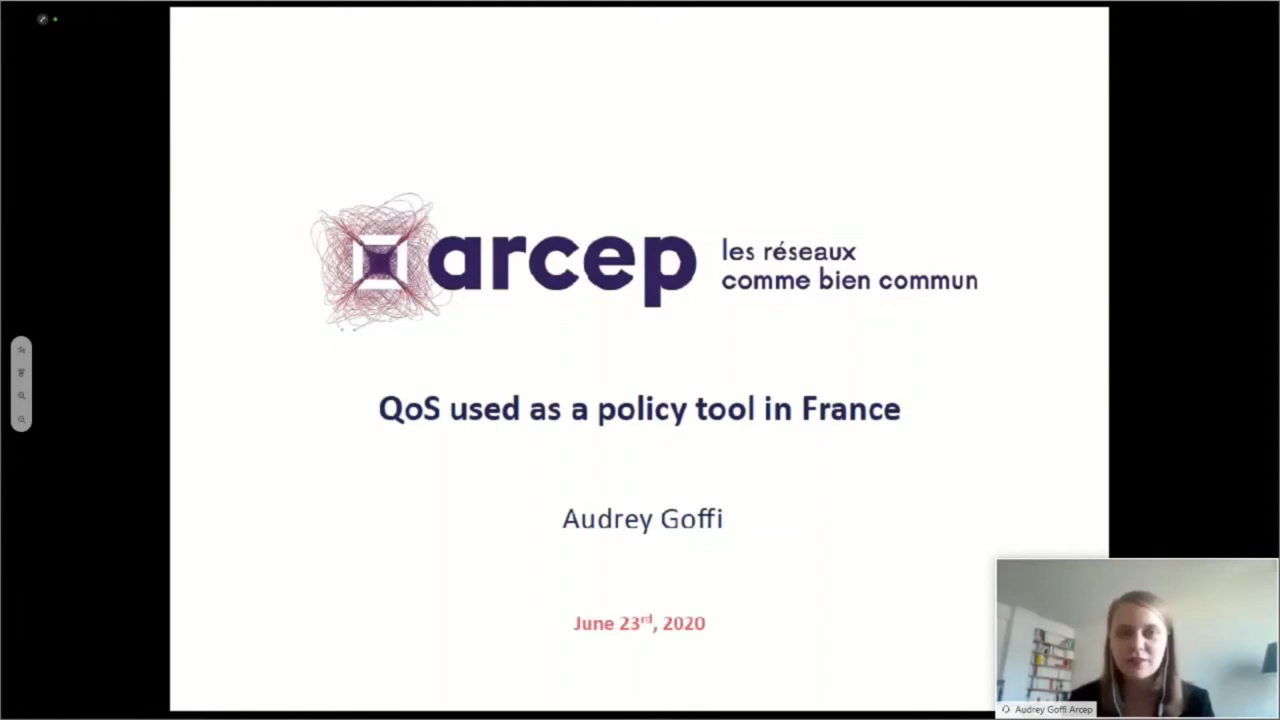 arcep
les réseaux
comme bien commun
QoS used as a policy tool in France
Audrey Goffi
June 23rd, 2020
Audrey Goffi Arcep